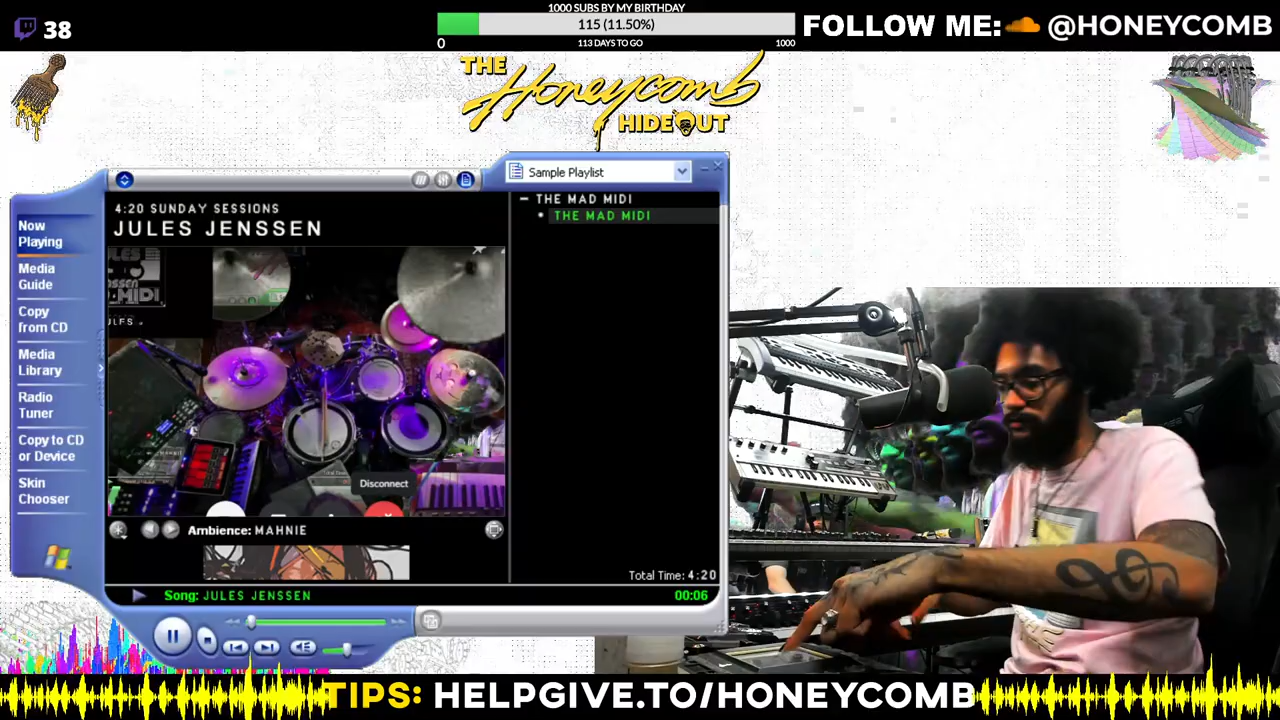 38
1000 SUBS BY MY BIRTHDAY
115 (11.50%)
0
113 DAYS TO GO
1000
FOLLOW ME: @HONEYCOMB
THE
Honeycomb
HIDEOUT
Sample Playlist
THE MAD MIDI
THE MAD MIDI
Total Time: 4:20
4:20 SUNDAY SESSIONS
JULES JENSSEN
Now
Playing
Media
Guide
Copy
from CD
Media
Library
Radio
Tuner
Copy to CD
or Device
Skin
Chooser
Disconnect
Ambience: MAHNIE
Song: JULES JENSSEN
00:06
TIPS: HELPGIVE.TO/HONEYCOMB